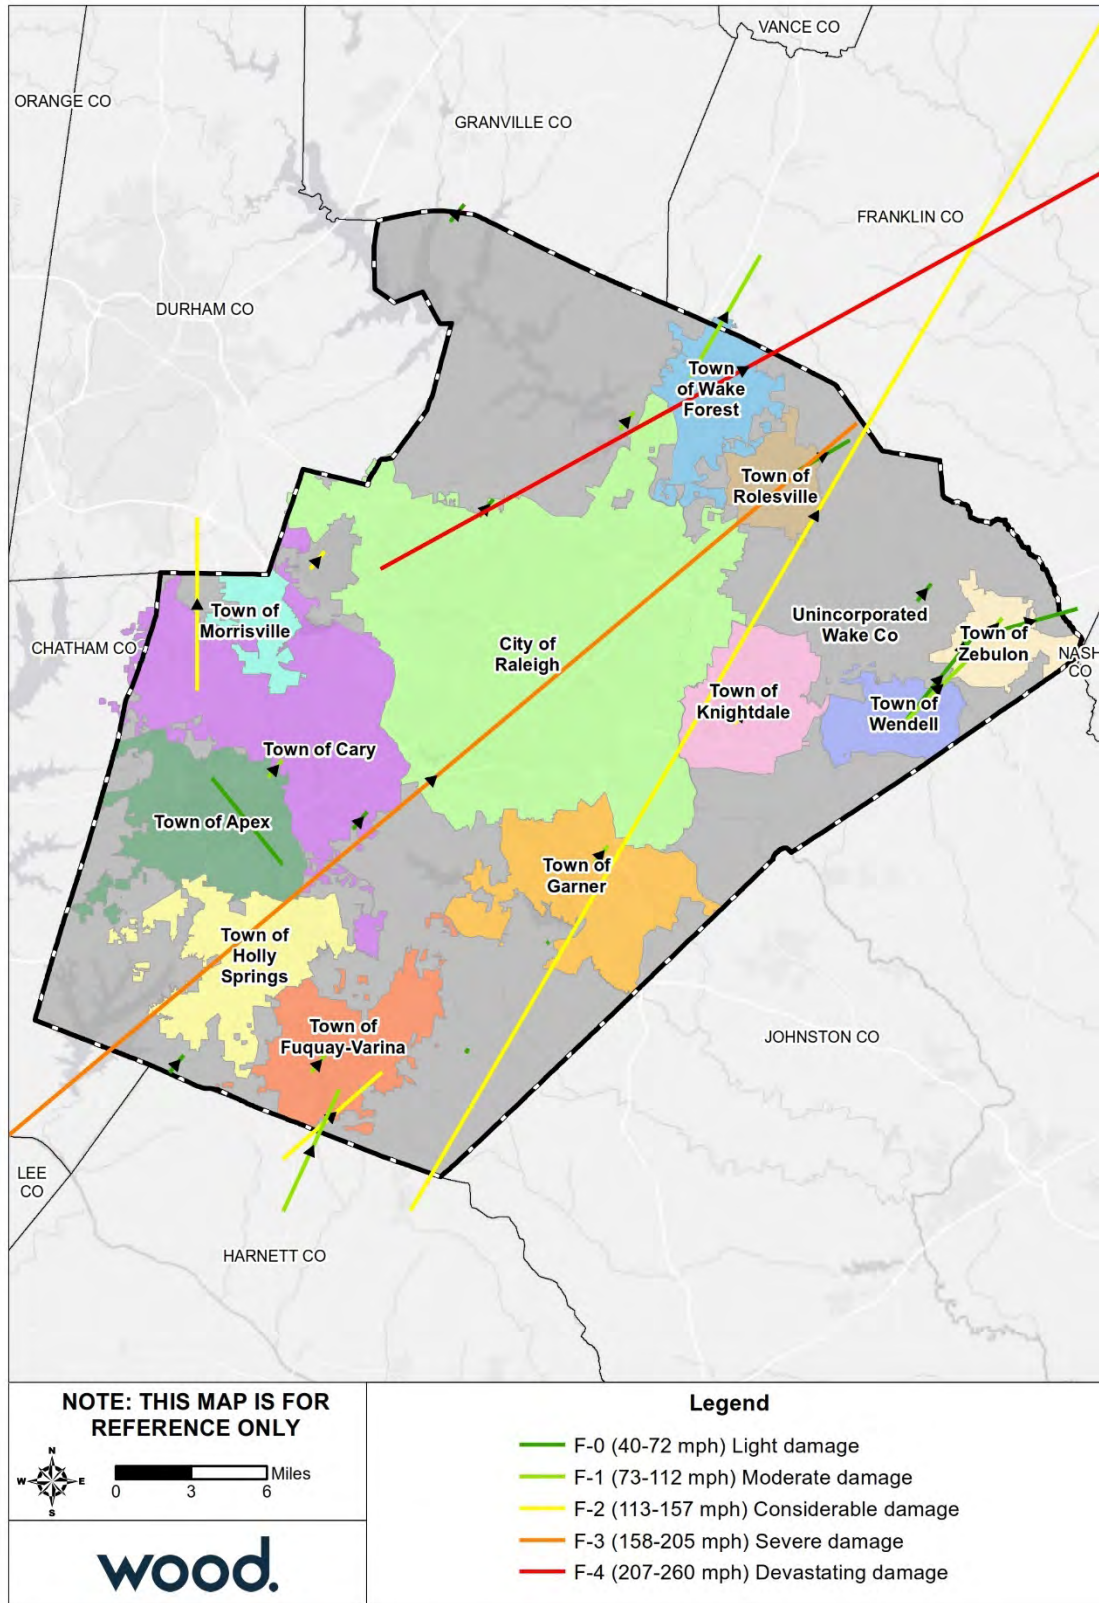 VANCE CO
ORANGE CO
GRANVILLE CO
FRANKLIN CO
DURHAM CO
Town
of Wake
Forest
Town of
Rolesville
Town of
Morrisville
CHATHAM CO
City of
Raleigh
Unincorporated
Wake Co
Town of
Zebulon
NASH
CO
Town of
Knightdale
Town of
Wendell
Town of Cary
Town of Apex
Town of
Garner
Town of
Holly
Springs
Town of
Fuquay-Varina
JOHNSTON CO
LEE
CO
HARNETT CO
NOTE: THIS MAP IS FOR
REFERENCE ONLY
N
W E
S
Miles
0 3 6
wood.
Legend
F-0 (40-72 mph) Light damage
F-1 (73-112 mph) Moderate damage
F-2 (113-157 mph) Considerable damage
F-3 (158-205 mph) Severe damage
F-4 (207-260 mph) Devastating damage